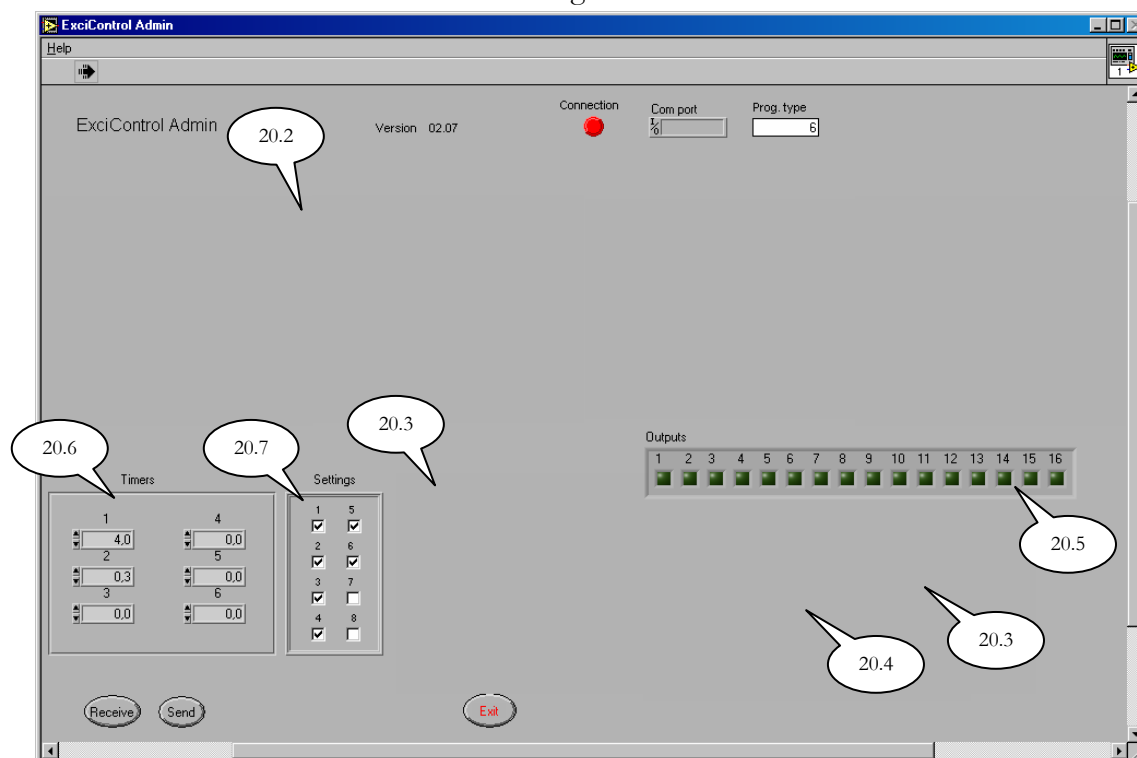 ExciControl Admin
Help
1
ExciControl Admin
Version 02.07
Connection
Com port
Prog. type
6
20.2
20.3
20.6
20.7
Outputs
1 2 3 4 5 6 7 8 9 10 11 12 13 14 15 16
Timers
Settings
1 4
4,0 0,0
2 5
0,3 0,0
3 6
0,0 0,0
1 5
2 6
3 7
4 8
20.5
20.3
20.4
Receive
Send
Exit